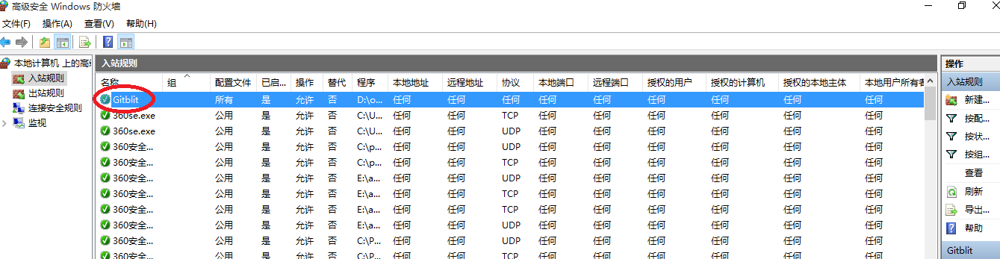 高级安全 Windows 防火墙
文件(F) 操作(A) 查看(V) 帮助(H)
本地计算机 上的高级
入站规则
出站规则
连接安全规则
监视
入站规则
名称 组 配置文件 已启... 操作 替代 程序 本地地址 远程地址 协议 本地端口 远程端口 授权的用户 授权的计算机 授权的本地主体 本地用户所有者
Gitblit 所有 是 允许 否 D:\o... 任何 任何 任何 任何 任何 任何 任何 任何 任何
360se.exe 公用 是 允许 否 C:\U... 任何 任何 TCP 任何 任何 任何 任何 任何 任何
360se.exe 公用 是 允许 否 C:\U... 任何 任何 UDP 任何 任何 任何 任何 任何 任何
360安全... 公用 是 允许 否 C:\p... 任何 任何 UDP 任何 任何 任何 任何 任何 任何
360安全... 公用 是 允许 否 C:\p... 任何 任何 TCP 任何 任何 任何 任何 任何 任何
360安全... 公用 是 允许 否 E:\a... 任何 任何 UDP 任何 任何 任何 任何 任何 任何
360安全... 公用 是 允许 否 E:\a... 任何 任何 TCP 任何 任何 任何 任何 任何 任何
360安全... 公用 是 允许 否 E:\a... 任何 任何 TCP 任何 任何 任何 任何 任何 任何
360安全... 公用 是 允许 否 E:\a... 任何 任何 UDP 任何 任何 任何 任何 任何 任何
360安全... 公用 是 允许 否 C:\P... 任何 任何 UDP 任何 任何 任何 任何 任何 任何
360安全... 公用 是 允许 否 C:\P... 任何 任何 TCP 任何 任何 任何 任何 任何 任何
操作
入站规则
新建...
按配...
按状...
按组...
查看
刷新
导出...
帮助
Gitblit